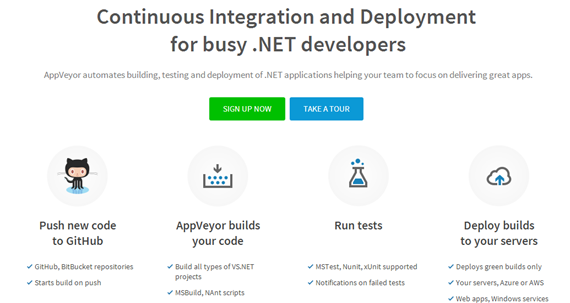 Continuous Integration and Deployment
for busy .NET developers
AppVeyor automates building, testing and deployment of .NET applications helping your team to focus on delivering great apps.
SIGN UP NOW
TAKE A TOUR
Push new code
to GitHub
GitHub, BitBucket repositories
Starts build on push
AppVeyor builds
your code
Build all types of VS.NET
projects
MSBuild, NAnt scripts
Run tests
MSTest, Nunit, xUnit supported
Notifications on failed tests
Deploy builds
to your servers
Deploys green builds only
Your servers, Azure or AWS
Web apps, Windows services